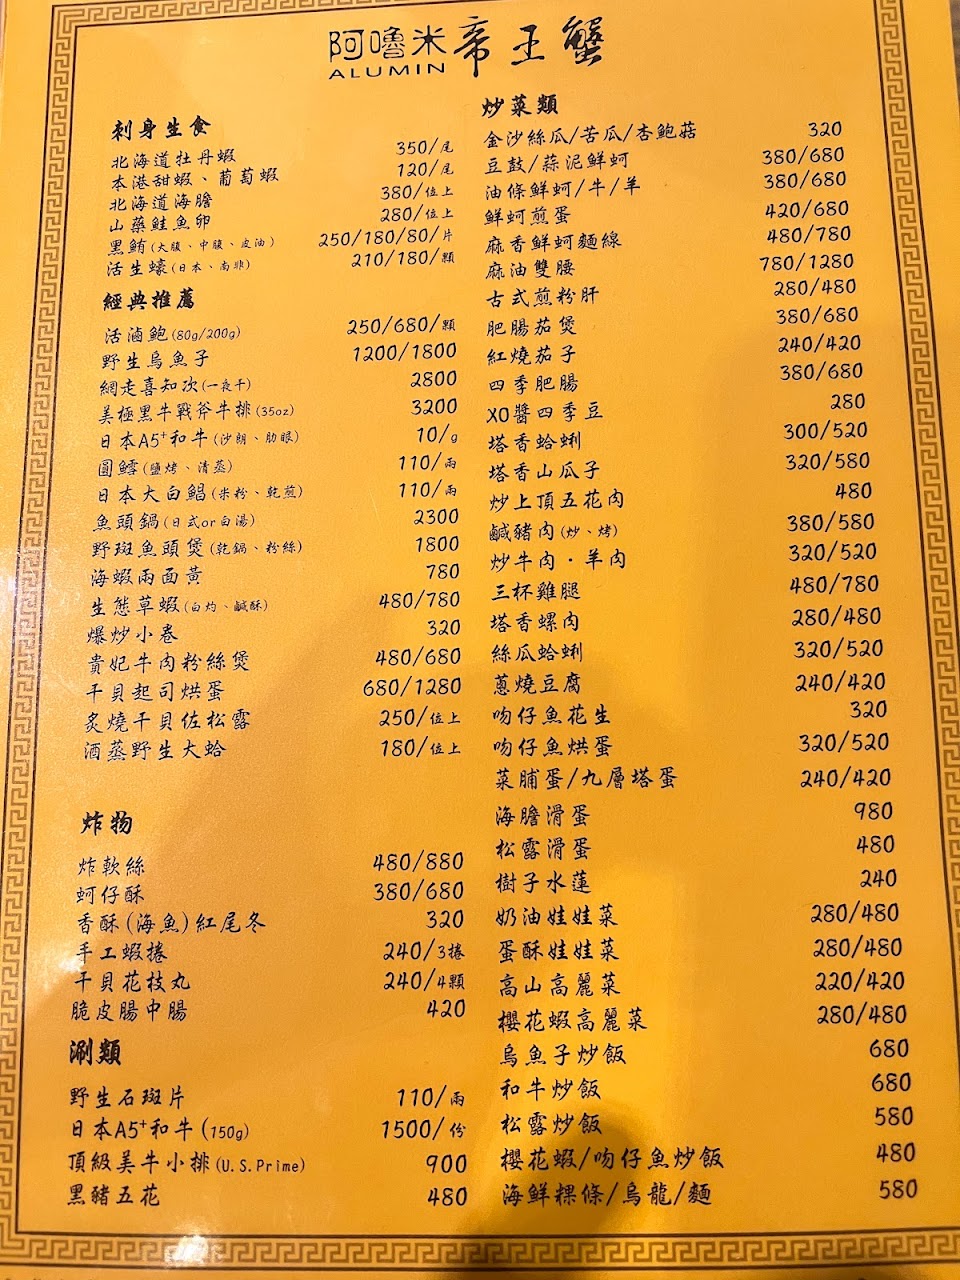 阿嚕米帝王蟹
ALUMIN
刺身生食
北海道牡丹蝦 350/尾
本港甜蝦、葡萄蝦 120/尾
北海道海膽 380/位上
山藥鮭魚卵 280/位上
黑鮪(大腹、中腹、皮油) 250/180/80/片
活生蠔(日本、南非) 210/180/顆
經典推薦
活滷鮑(80g/200g) 250/680/顆
野生烏魚子 1200/1800
網走喜知次(一夜干) 2800
美極黑牛戰斧牛排(35oz) 3200
日本A5+和牛(沙朗、肋眼) 10/g
圓鱈(鹽烤、清蒸) 110/兩
日本大白鯧(米粉、乾煎) 110/兩
魚頭鍋(日式or白湯) 2300
野斑魚頭煲(乾鍋、粉絲) 1800
海蝦兩面黃 780
生態草蝦(白灼、鹹酥) 480/780
爆炒小卷 320
貴妃牛肉粉絲煲 480/680
干貝起司烘蛋 680/1280
炙燒干貝佐松露 250/位上
酒蒸野生大蛤 180/位上
炸物
炸軟絲 480/880
蚵仔酥 380/680
香酥(海魚)紅尾冬 320
手工蝦捲 240/3捲
干貝花枝丸 240/4顆
脆皮腸中腸 420
涮類
野生石斑片 110/兩
日本A5+和牛(150g) 1500/份
頂級美牛小排(U.S.Prime) 900
黑豬五花 480
炒菜類
金沙絲瓜/苦瓜/杏鮑菇 320
豆鼓/蒜泥鮮蚵 380/680
油條鮮蚵/牛/羊 380/680
鮮蚵煎蛋 420/680
麻香鮮蚵麵線 480/780
麻油雙腰 780/1280
古式煎粉肝 280/480
肥腸茄煲 380/680
紅燒茄子 240/420
四季肥腸 380/680
XO醬四季豆 280
塔香蛤蜊 300/520
塔香山瓜子 320/580
炒上頂五花肉 480
鹹豬肉(炒、烤) 380/580
炒牛肉·羊肉 320/520
三杯雞腿 480/780
塔香螺肉 280/480
絲瓜蛤蜊 320/520
蔥燒豆腐 240/420
吻仔魚花生 320
吻仔魚烘蛋 320/520
菜脯蛋/九層塔蛋 240/420
海膽滑蛋 980
松露滑蛋 480
樹子水蓮 240
奶油娃娃菜 280/480
蛋酥娃娃菜 280/480
高山高麗菜 220/420
櫻花蝦高麗菜 280/480
烏魚子炒飯 680
和牛炒飯 680
松露炒飯 580
櫻花蝦/吻仔魚炒飯 480
海鮮粿條/烏龍/麵 580